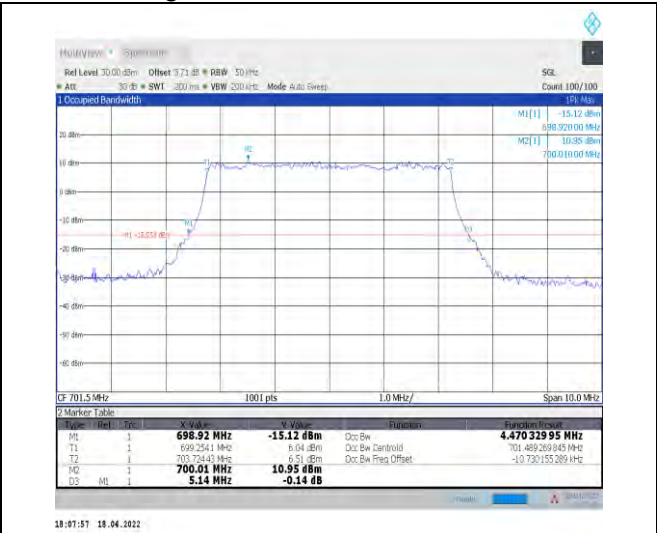 MultiView Spectrum
Ref Level 30.00 dBm Offset 3.71 dB RBW 50 kHz SGL
Att 30 dB SWT 200 ms VBW 200 kHz Mode Auto Sweep Count 100/100
1 Occupied Bandwidth 1Pk Max
M1[1] -15.12 dBm
698.92000 MHz
M2[1] 10.95 dBm
700.01000 MHz
20 dBm
10 dBm
0 dBm
-10 dBm
-20 dBm
-30 dBm
-40 dBm
-50 dBm
-60 dBm
T1 M2 T2
M1
CF 701.5 MHz 1001 pts 1.0 MHz/ Span 10.0 MHz
2 Marker Table
Type Ref Trc X-Value Y-Value Function Function Result
M1 1 698.92 MHz -15.12 dBm Occ Bw 4.470 329 95 MHz
T1 1 699.2541 MHz 6.04 dBm Occ Bw Centroid 701.489 269 845 MHz
T2 1 703.72443 MHz 6.51 dBm Occ Bw Freq Offset -10.730 155 289 kHz
M2 1 700.01 MHz 10.95 dBm
D3 M1 1 5.14 MHz -0.14 dB
18:07:57 18.04.2022